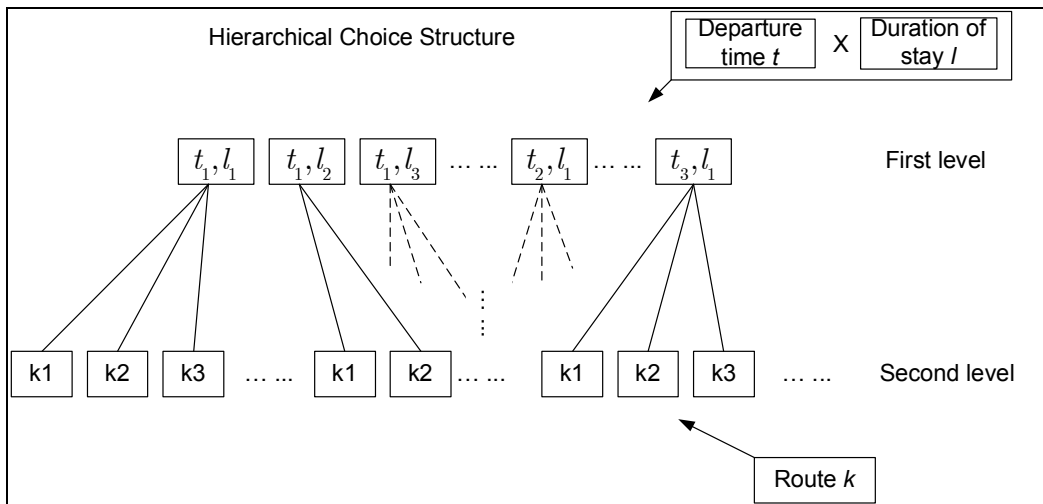 Hierarchical Choice Structure
Departure time t X Duration of stay l
t₁,l₁ t₁,l₂ t₁,l₃ ... ... t₂,l₁ ... ... t₃,l₁ First level
k1 k2 k3 ... ... k1 k2 ... ... k1 k2 k3 ... ... Second level
Route k